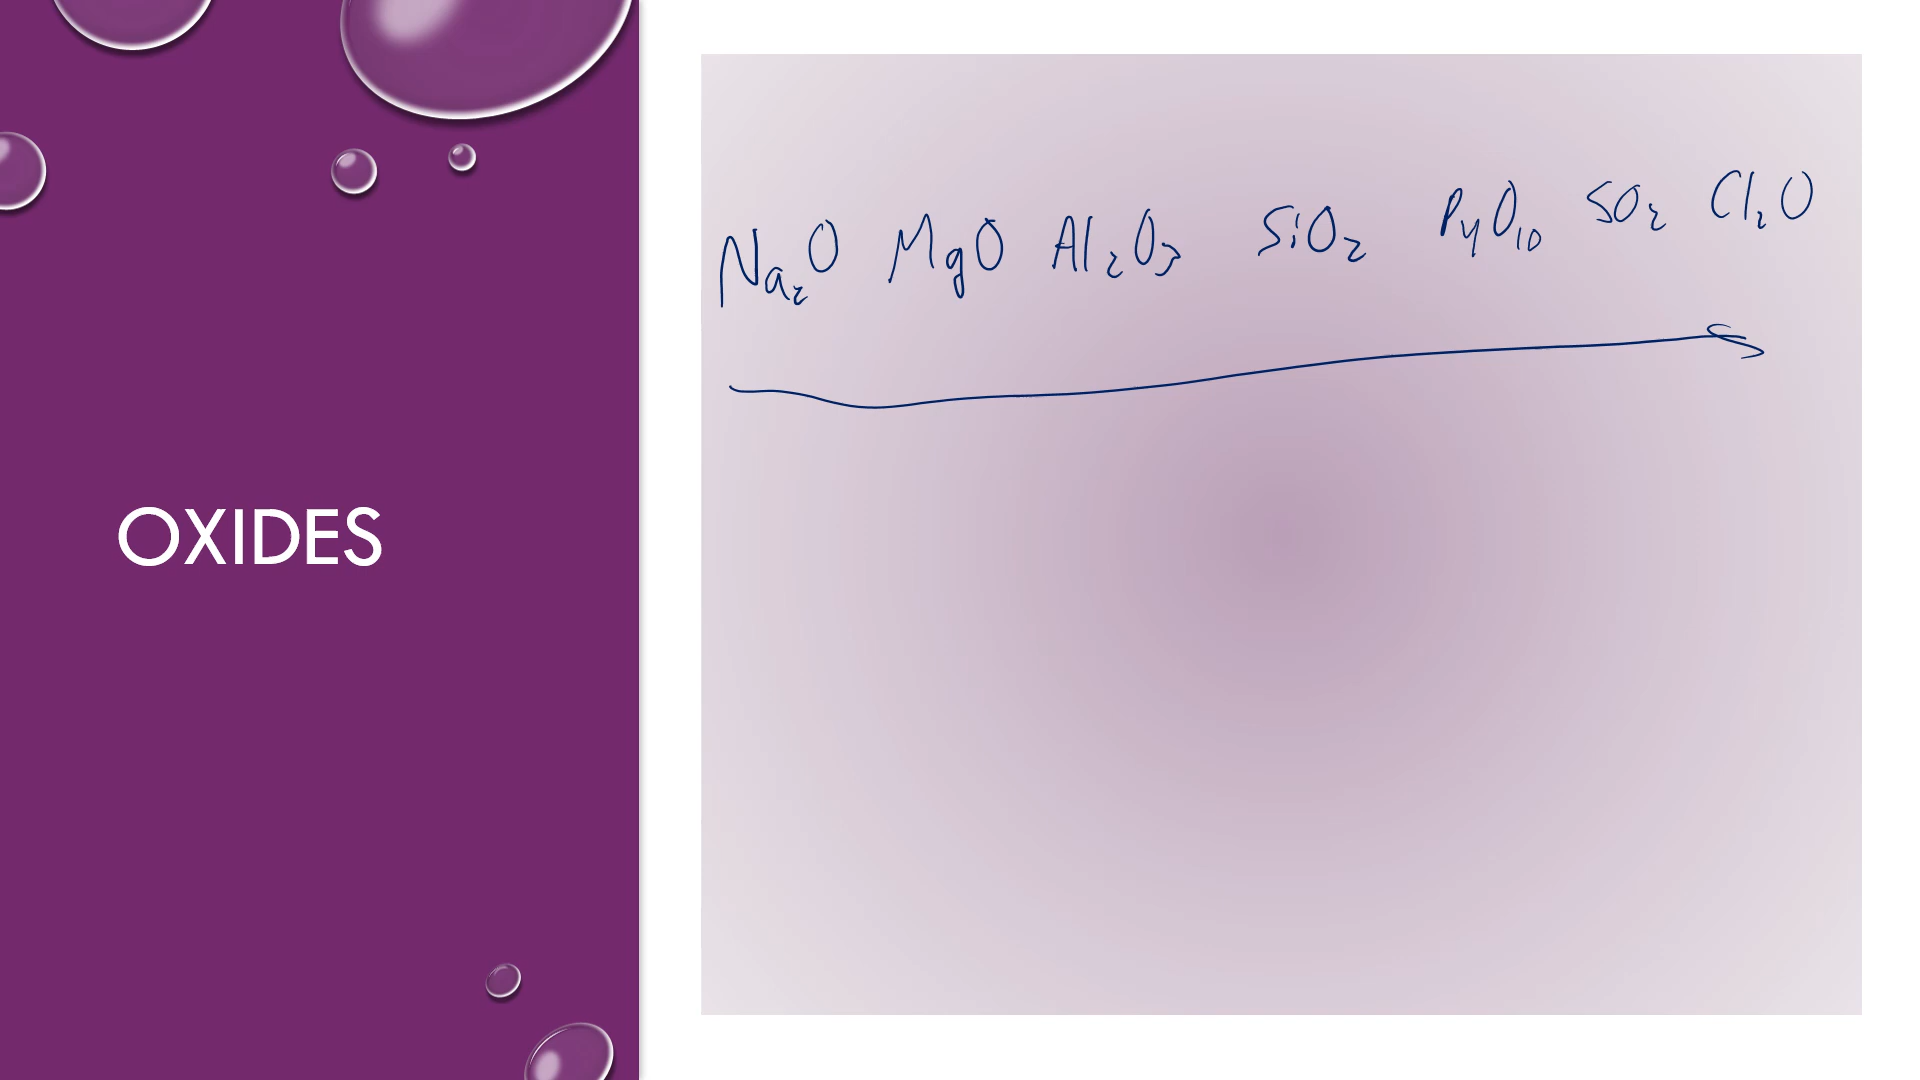 OXIDES
Na₂O MgO Al₂O₃ SiO₂ P₄O₁₀ SO₂ Cl₂O